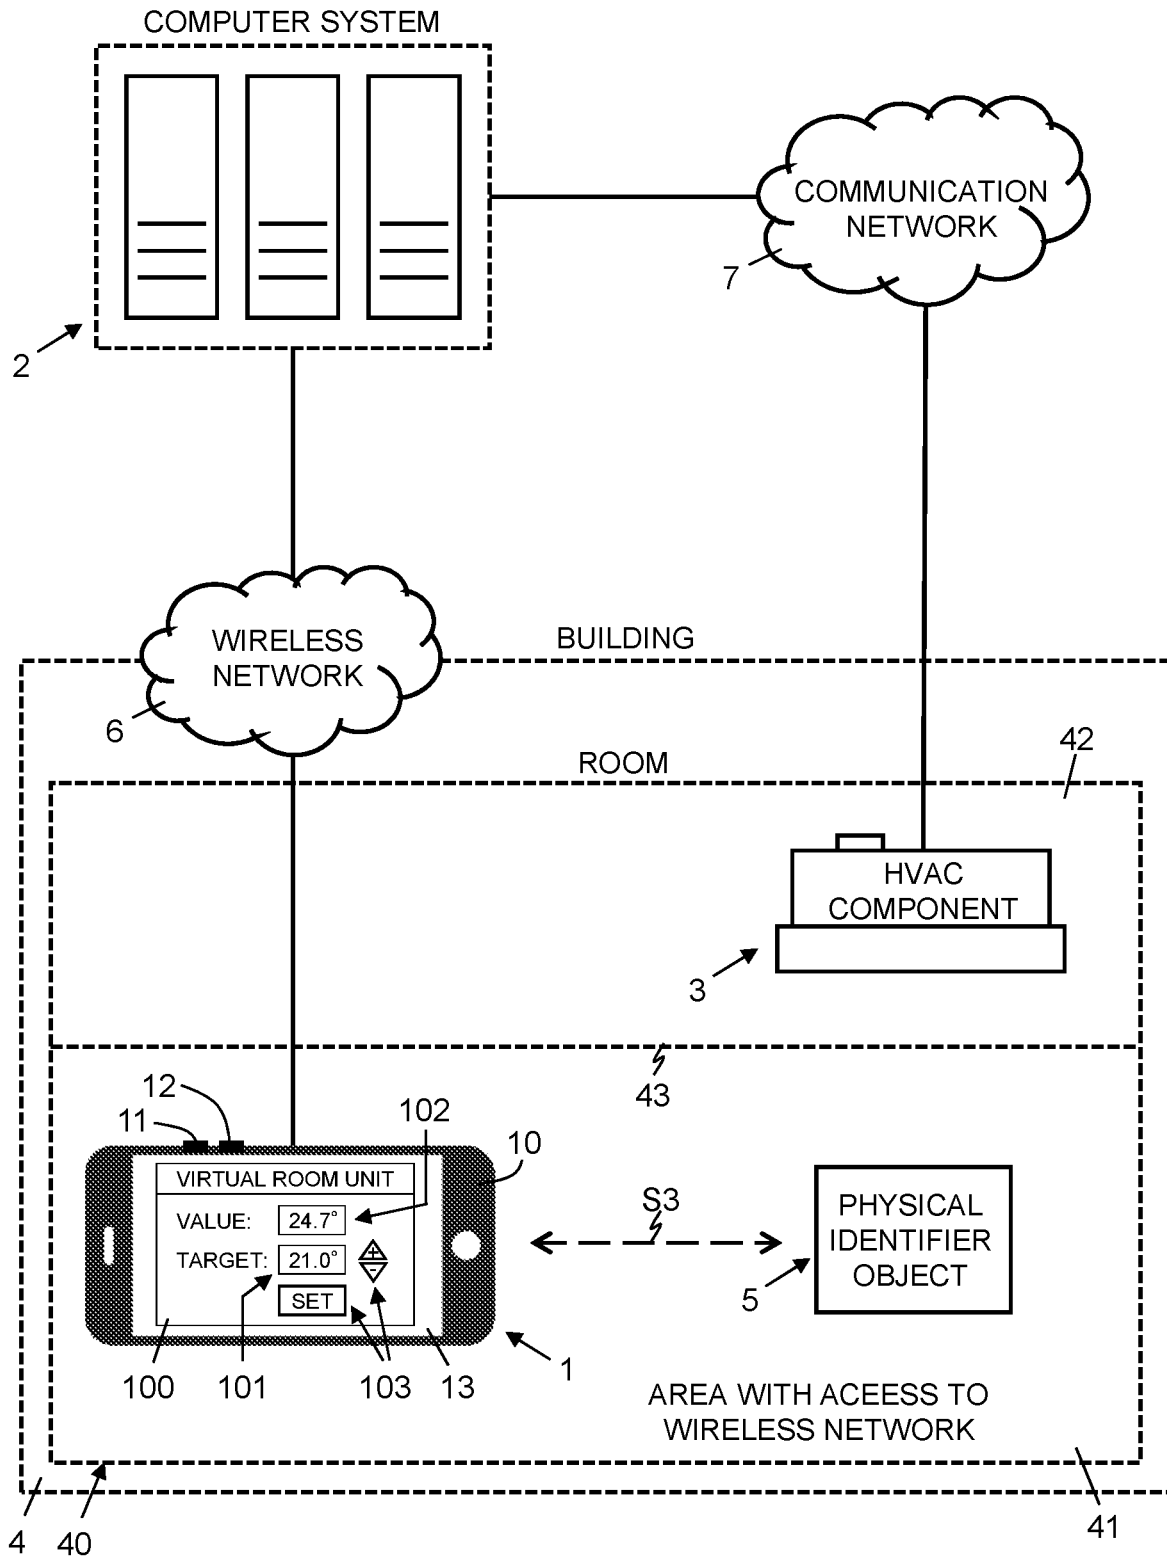 COMPUTER SYSTEM
COMMUNICATION
NETWORK
7
2
WIRELESS
NETWORK
6
BUILDING
ROOM
42
HVAC
COMPONENT
3
43
12
11
102
10
VIRTUAL ROOM UNIT
VALUE: 24.7°
TARGET: 21.0° + -
SET
S3
PHYSICAL
IDENTIFIER
OBJECT
5
1
100 101 103 13
AREA WITH ACEESS TO
WIRELESS NETWORK
4 40 41